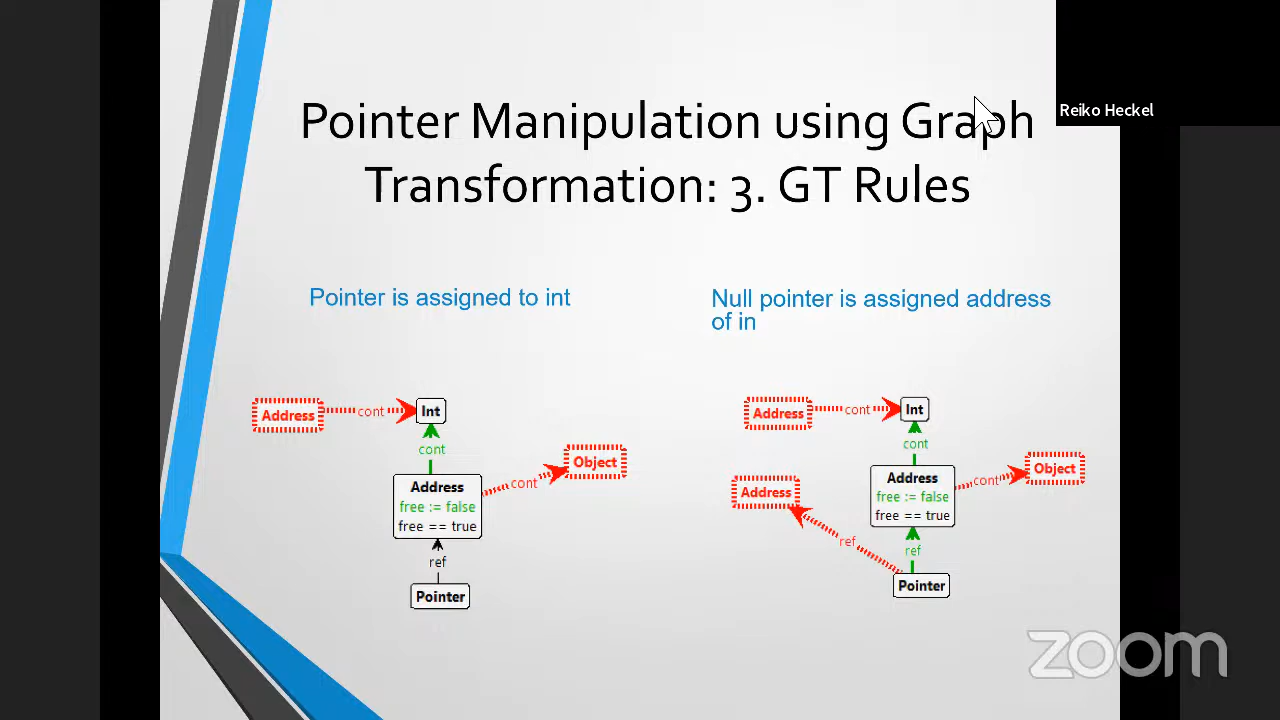 Pointer Manipulation using Graph
Transformation: 3. GT Rules
Reiko Heckel
Pointer is assigned to int
Address
cont
Int
cont
Object
cont
Address
free := false
free == true
ref
Pointer
Null pointer is assigned address
of in
Address
cont
Int
cont
Object
cont
Address
free := false
free == true
Address
ref
ref
Pointer
zoom